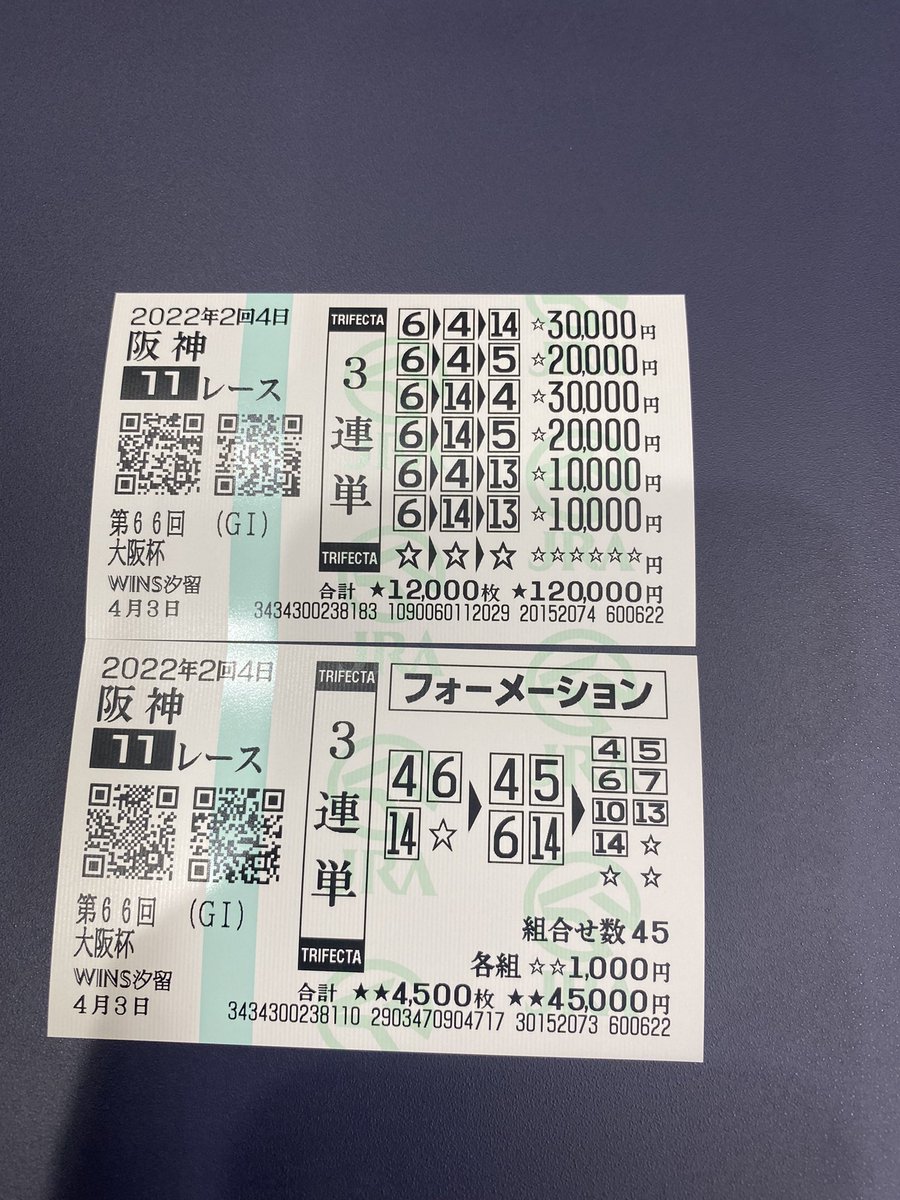 2022年2回4日
阪神
11レース
第66回 (GI)
大阪杯
WINS汐留
4月3日
TRIFECTA
3連単
TRIFECTA
6▶4▶14 ☆30,000円
6▶4▶5 ☆20,000円
6▶14▶4 ☆30,000円
6▶14▶5 ☆20,000円
6▶4▶13 ☆10,000円
6▶14▶13 ☆10,000円
☆▶☆▶☆ ☆☆☆☆☆☆円
合計 ★12,000枚 ★120,000円
3434300238183 1090060112029 20152074 600622
JRA
2022年2回4日
阪神
11レース
第66回 (GI)
大阪杯
WINS汐留
4月3日
TRIFECTA
3連単
TRIFECTA
フォーメーション
4 6
14 ☆
▶
4 5
6 14
▶
4 5
6 7
10 13
14 ☆
☆ ☆
組合せ数 45
各組 ☆☆1,000円
合計 ★★4,500枚 ★★45,000円
3434300238110 2903470904717 30152073 600622
JRA